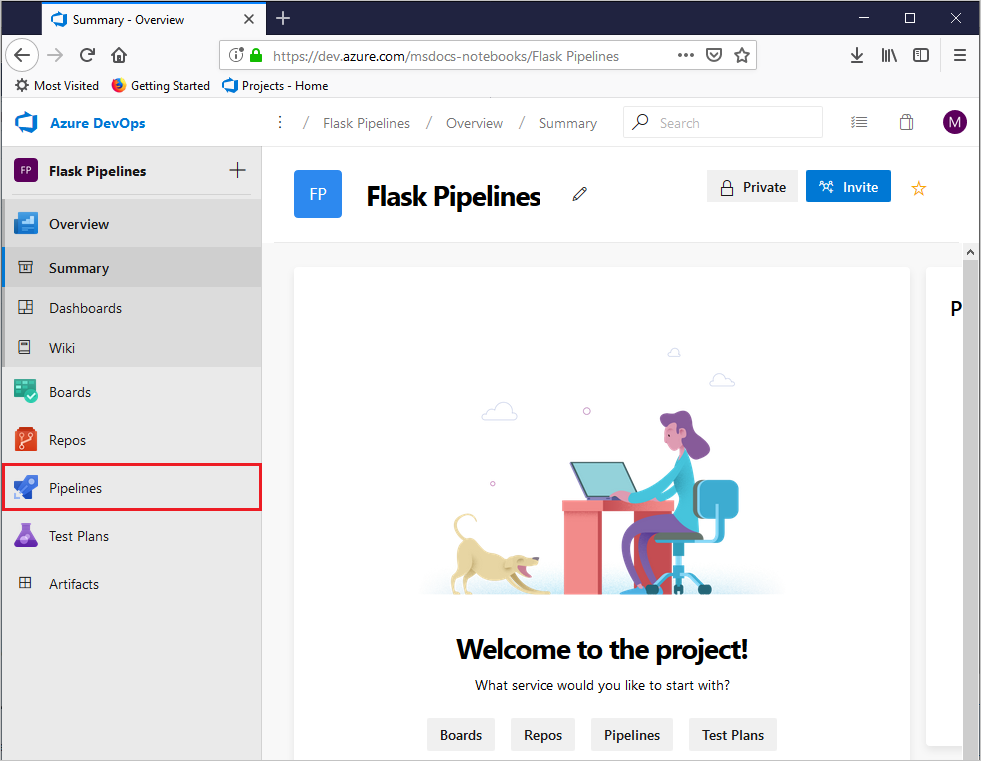 Summary - Overview
https://dev.azure.com/msdocs-notebooks/Flask Pipelines
Most Visited Getting Started Projects - Home
Azure DevOps / Flask Pipelines / Overview / Summary Search M
FP Flask Pipelines
FP Flask Pipelines Private Invite
Overview
Summary
Dashboards
P
Wiki
Boards
Repos
Pipelines
Test Plans
Artifacts
Welcome to the project!
What service would you like to start with?
Boards Repos Pipelines Test Plans